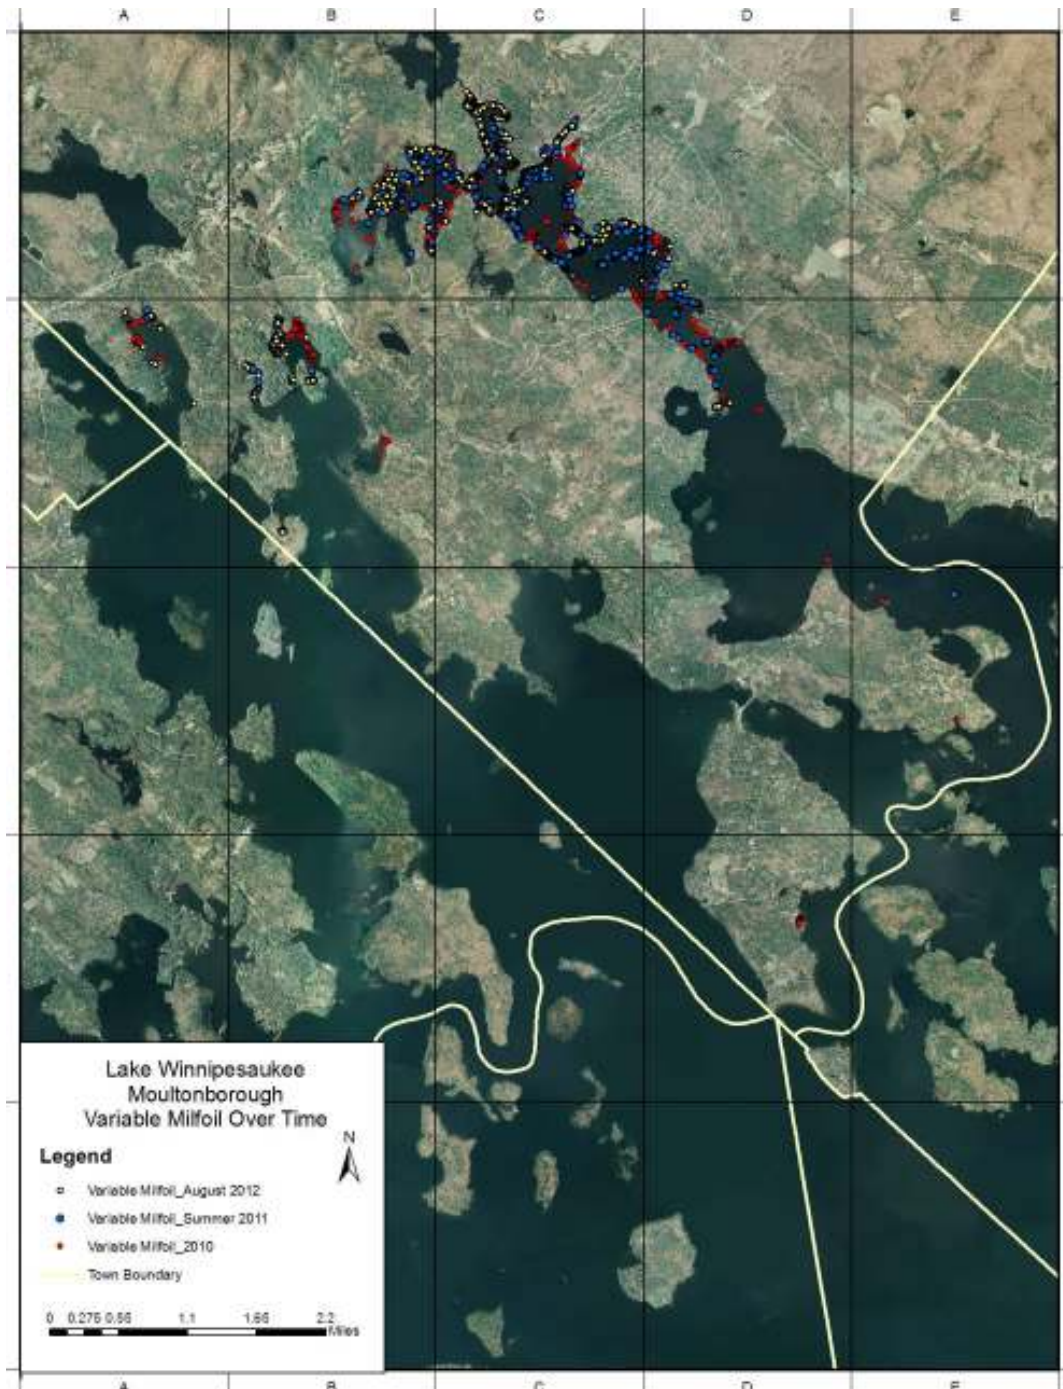 A B C D E
Lake Winnipesaukee
Moultonborough
Variable Milfoil Over Time
N
Legend
Variable Milfoil_August 2012
Variable Milfoil_Summer 2011
Variable Milfoil_2010
Town Boundary
0 0.275 0.55 1.1 1.65 2.2
Miles
A B C D E